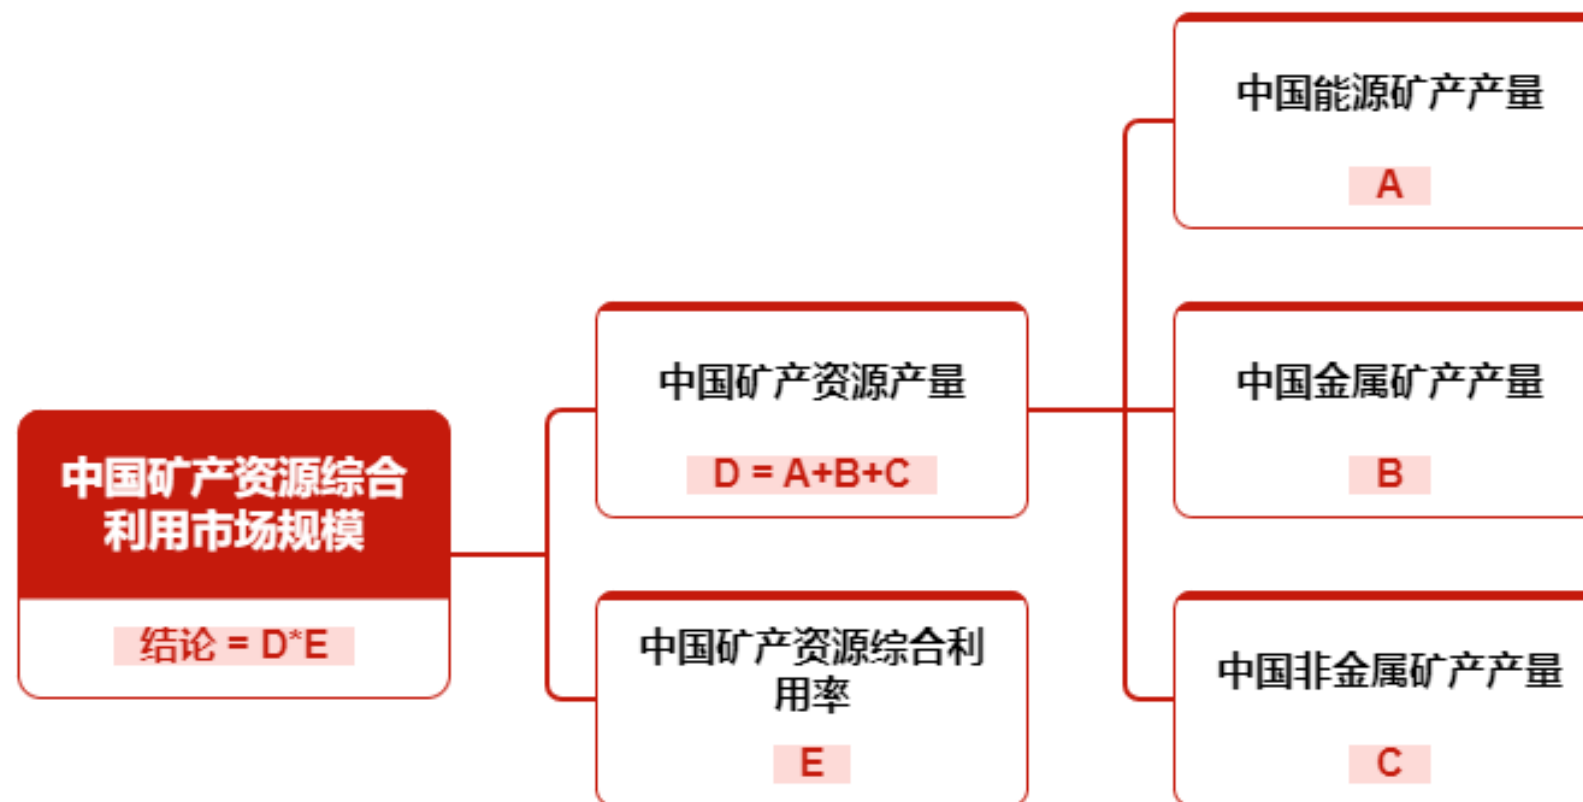 中国能源矿产产量
A
中国矿产资源产量
D = A+B+C
中国金属矿产产量
B
中国矿产资源综合
利用市场规模
结论 = D*E
中国矿产资源综合利
用率
E
中国非金属矿产产量
C